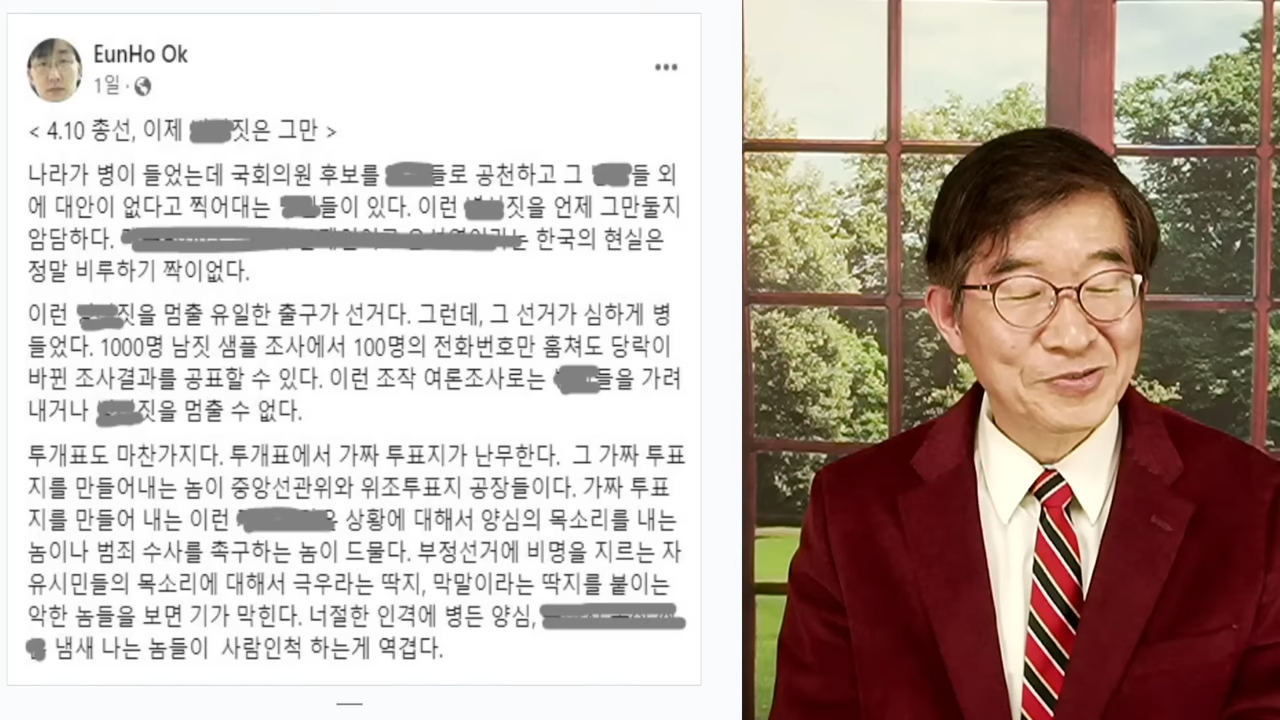 EunHo Ok
1일
< 4.10 총선, 이제 짓은 그만 >
나라가 병이 들었는데 국회의원 후보를 들로 공천하고 그 들 외
에 대안이 없다고 찍어대는 들이 있다. 이런 짓을 언제 그만둘지
암담하다. 한국의 현실은
정말 비루하기 짝이없다.
이런 짓을 멈출 유일한 출구가 선거다. 그런데, 그 선거가 심하게 병
들었다. 1000명 남짓 샘플 조사에서 100명의 전화번호만 훔쳐도 당락이
바뀐 조사결과를 공표할 수 있다. 이런 조작 여론조사로는 들을 가려
내거나 짓을 멈출 수 없다.
투개표도 마찬가지다. 투개표에서 가짜 투표지가 난무한다. 그 가짜 투표
지를 만들어내는 놈이 중앙선관위와 위조투표지 공장들이다. 가짜 투표
지를 만들어 내는 이런 상황에 대해서 양심의 목소리를 내는
놈이나 범죄 수사를 촉구하는 놈이 드물다. 부정선거에 비명을 지르는 자
유시민들의 목소리에 대해서 극우라는 딱지, 막말이라는 딱지를 붙이는
악한 놈들을 보면 기가 막힌다. 너절한 인격에 병든 양심,
냄새 나는 놈들이 사람인척 하는게 역겹다.